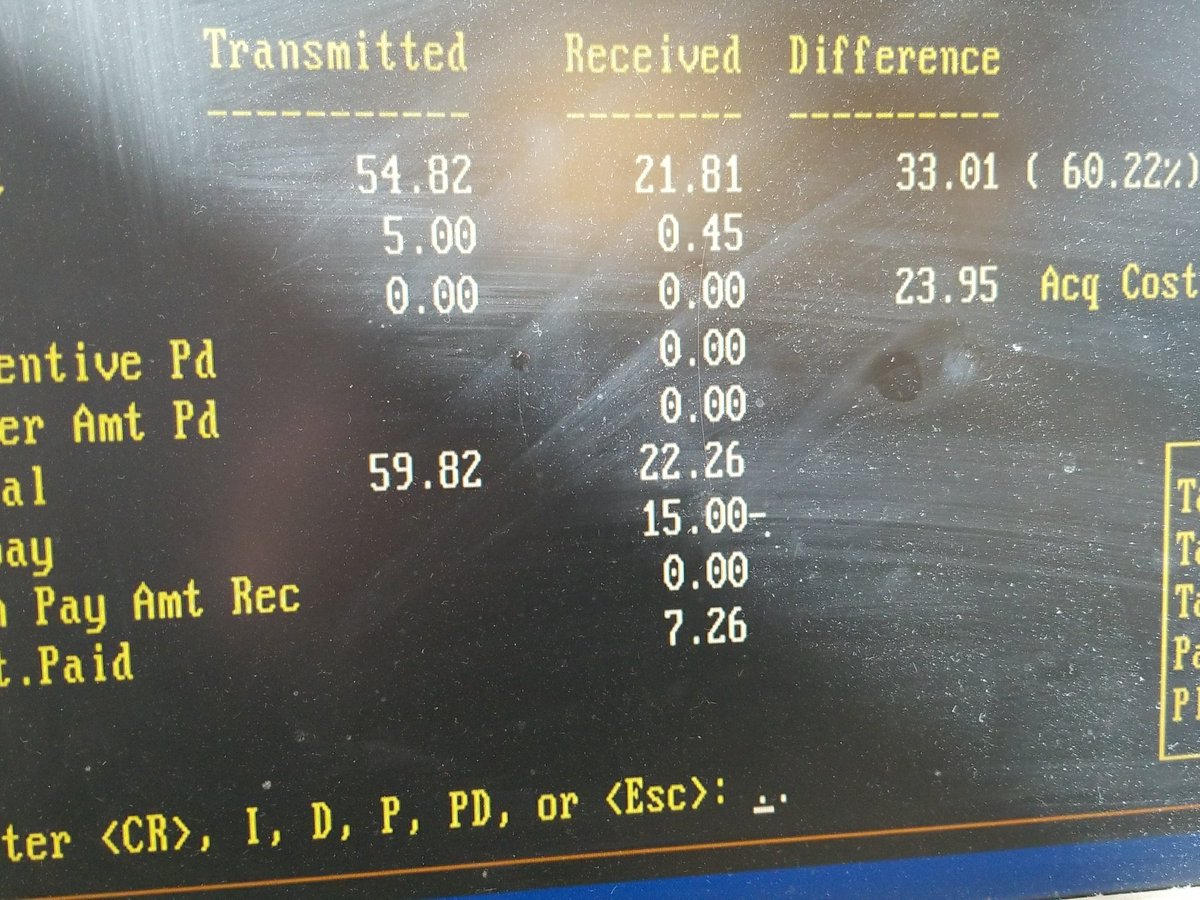 Transmitted Received Difference
----------- -------- ----------
54.82 21.81 33.01 ( 60.22%)
5.00 0.45
0.00 0.00 23.95 Acq Cost
entive Pd 0.00
er Amt Pd 0.00
al 59.82 22.26
pay 15.00-
n Pay Amt Rec 0.00
t.Paid 7.26
Ta
Ta
Ta
Pa
Pl
ter <CR>, I, D, P, PD, or <Esc>: _.